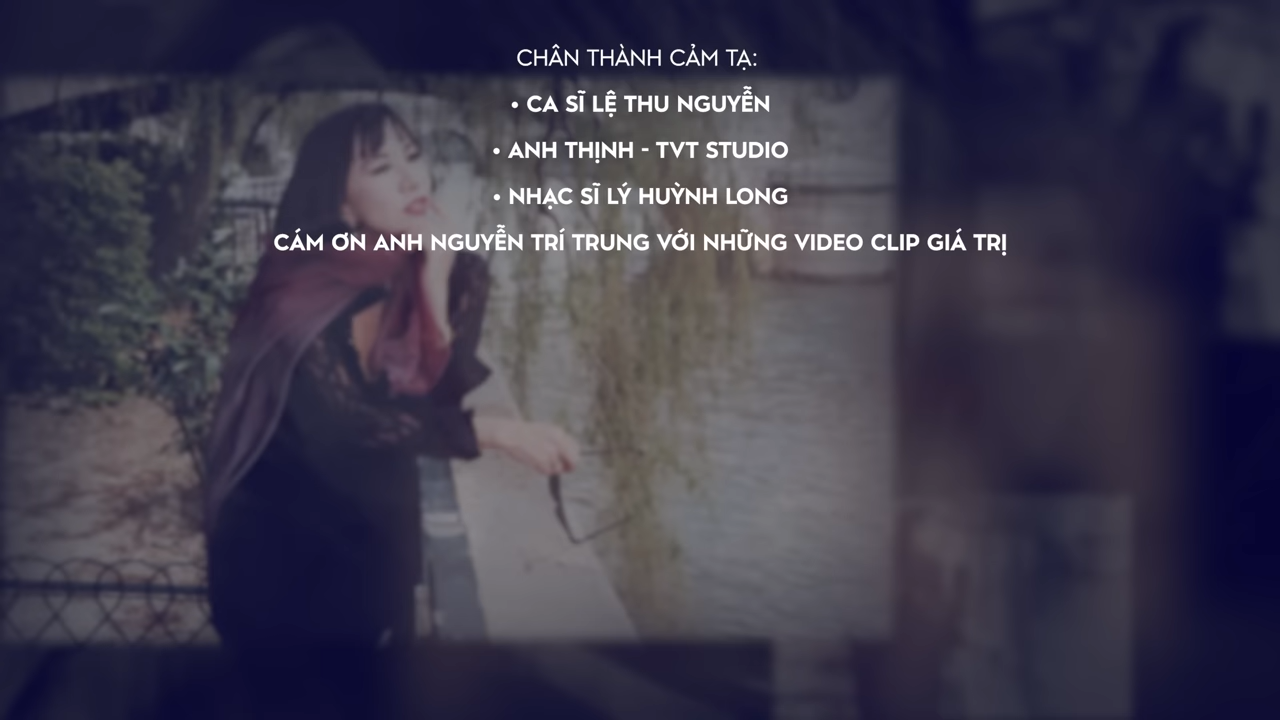 CHÂN THÀNH CẢM TẠ:
• CA SĨ LỆ THU NGUYỄN
• ANH THỊNH - TVT STUDIO
• NHẠC SĨ LÝ HUỲNH LONG
CÁM ƠN ANH NGUYỄN TRÍ TRUNG VỚI NHỮNG VIDEO CLIP GIÁ TRỊ